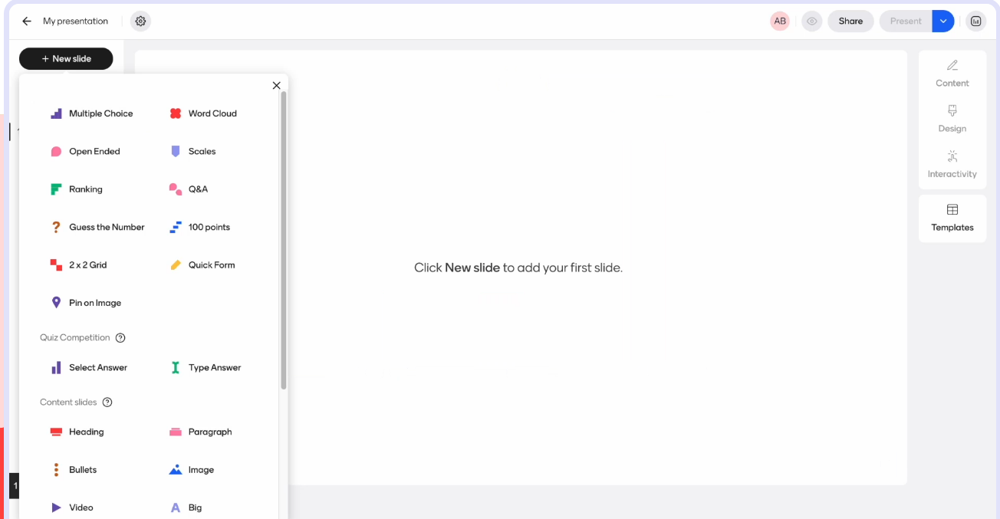 My presentation
AB
Share
Present
+ New slide
Multiple Choice
Word Cloud
Open Ended
Scales
Ranking
Q&A
Guess the Number
100 points
2 x 2 Grid
Quick Form
Pin on Image
Quiz Competition ?
Select Answer
Type Answer
Content slides ?
Heading
Paragraph
Bullets
Image
Video
Big
1
Click New slide to add your first slide.
Content
Design
Interactivity
Templates